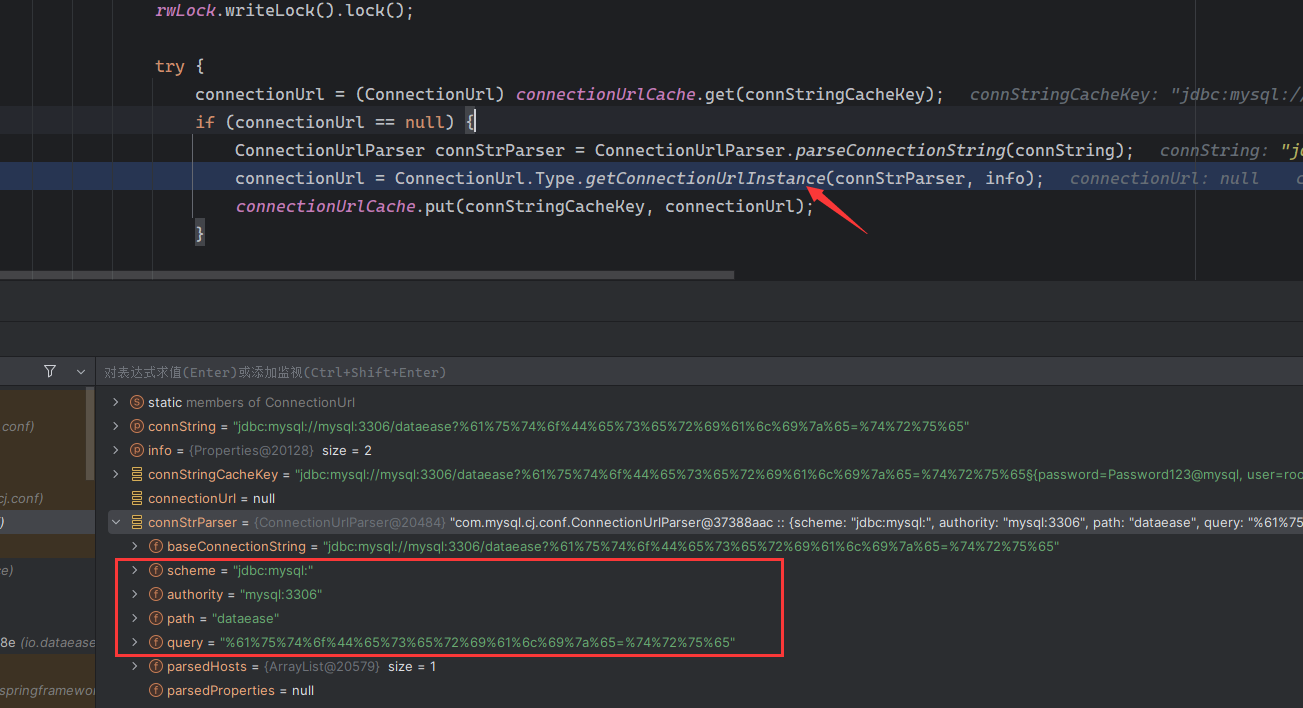 rwLock.writeLock().lock();
try {
connectionUrl = (ConnectionUrl) connectionUrlCache.get(connStringCacheKey); connStringCacheKey: "jdbc:mysql:/
if (connectionUrl == null) {
ConnectionUrlParser connStrParser = ConnectionUrlParser.parseConnectionString(connString); connString: "j
connectionUrl = ConnectionUrl.Type.getConnectionUrlInstance(connStrParser, info); connectionUrl: null c
connectionUrlCache.put(connStringCacheKey, connectionUrl);
}
对表达式求值(Enter)或添加监视(Ctrl+Shift+Enter)
static members of ConnectionUrl
.conf) connString = "jdbc:mysql://mysql:3306/dataease?%61%75%74%6f%44%65%73%65%72%69%61%6c%69%7a%65=%74%72%75%65"
info = {Properties@20128} size = 2
connStringCacheKey = "jdbc:mysql://mysql:3306/dataease?%61%75%74%6f%44%65%73%65%72%69%61%6c%69%7a%65=%74%72%75%65§{password=Password123@mysql, user=roo
cj.conf) connectionUrl = null
) connStrParser = {ConnectionUrlParser@20484} "com.mysql.cj.conf.ConnectionUrlParser@37388aac :: {scheme: "jdbc:mysql:", authority: "mysql:3306", path: "dataease", query: "%61%75
baseConnectionString = "jdbc:mysql://mysql:3306/dataease?%61%75%74%6f%44%65%73%65%72%69%61%6c%69%7a%65=%74%72%75%65"
e) scheme = "jdbc:mysql:"
authority = "mysql:3306"
path = "dataease"
8e (io.dataease query = "%61%75%74%6f%44%65%73%65%72%69%61%6c%69%7a%65=%74%72%75%65"
parsedHosts = {ArrayList@20579} size = 1
springframewor parsedProperties = null